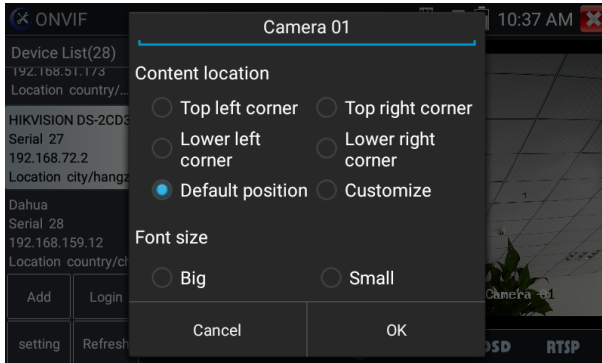 ONVIF
10:37 AM
Device List(28)
192.168.51.173
Location country/...
HIKVISION DS-2CD3
Serial 27
192.168.72.2
Location city/hangz
Dahua
Serial 28
192.168.159.12
Location country/ch
Add
Login
setting
Refresh
Camera 01
Content location
Top left corner
Top right corner
Lower left
corner
Lower right
corner
Default position
Customize
Font size
Big
Small
Cancel
OK
Camera 01
OSD
RTSP